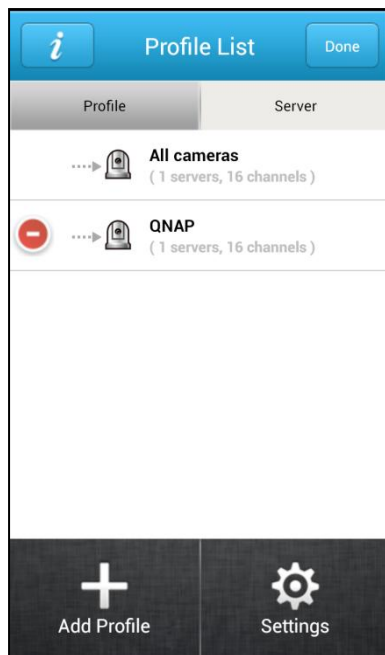 i
Profile List
Done
Profile
Server
All cameras
( 1 servers, 16 channels )
QNAP
( 1 servers, 16 channels )
Add Profile
Settings